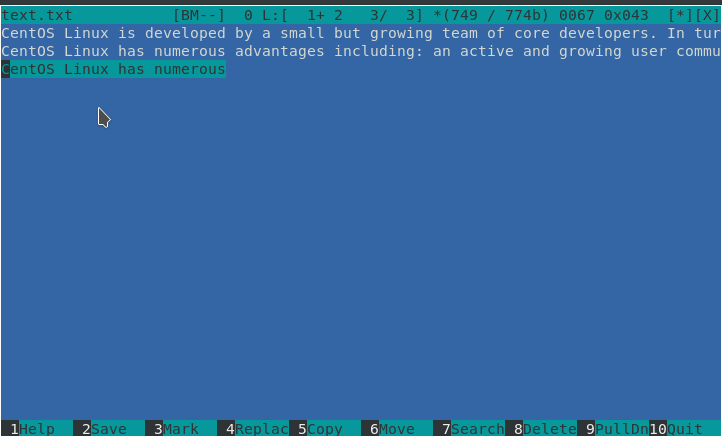 text.txt [BM--] 0 L:[ 1+ 2 3/ 3] *(749 / 774b) 0067 0x043 [*][X]
CentOS Linux is developed by a small but growing team of core developers. In tur
CentOS Linux has numerous advantages including: an active and growing user commu
CentOS Linux has numerous
1Help 2Save 3Mark 4Replac 5Copy 6Move 7Search 8Delete 9PullDn 10Quit